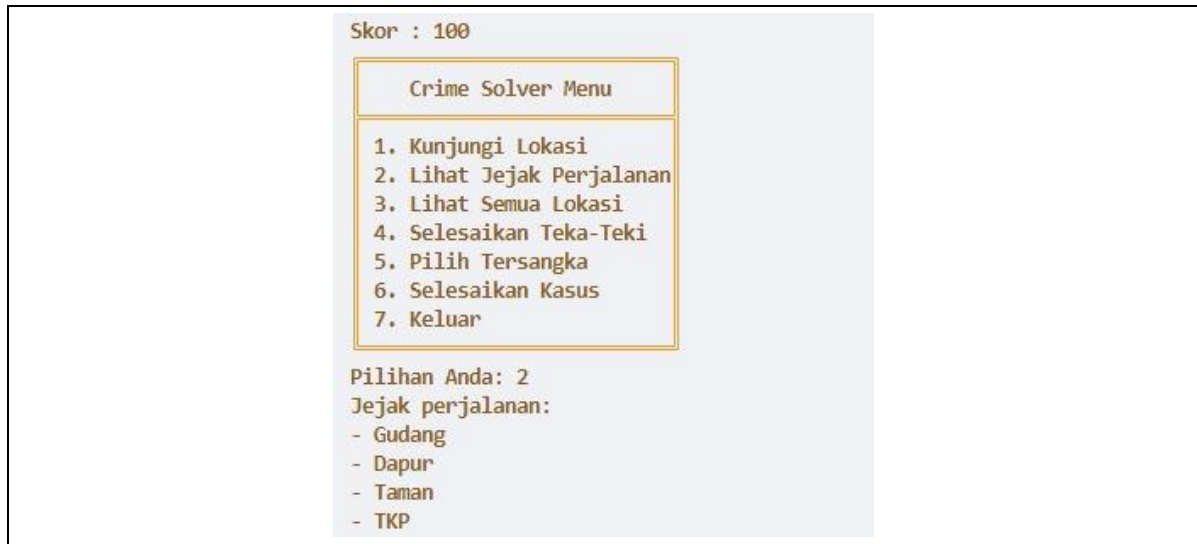 Skor : 100
Crime Solver Menu
1. Kunjungi Lokasi
2. Lihat Jejak Perjalanan
3. Lihat Semua Lokasi
4. Selesaikan Teka-Teki
5. Pilih Tersangka
6. Selesaikan Kasus
7. Keluar
Pilihan Anda: 2
Jejak perjalanan:
- Gudang
- Dapur
- Taman
- TKP